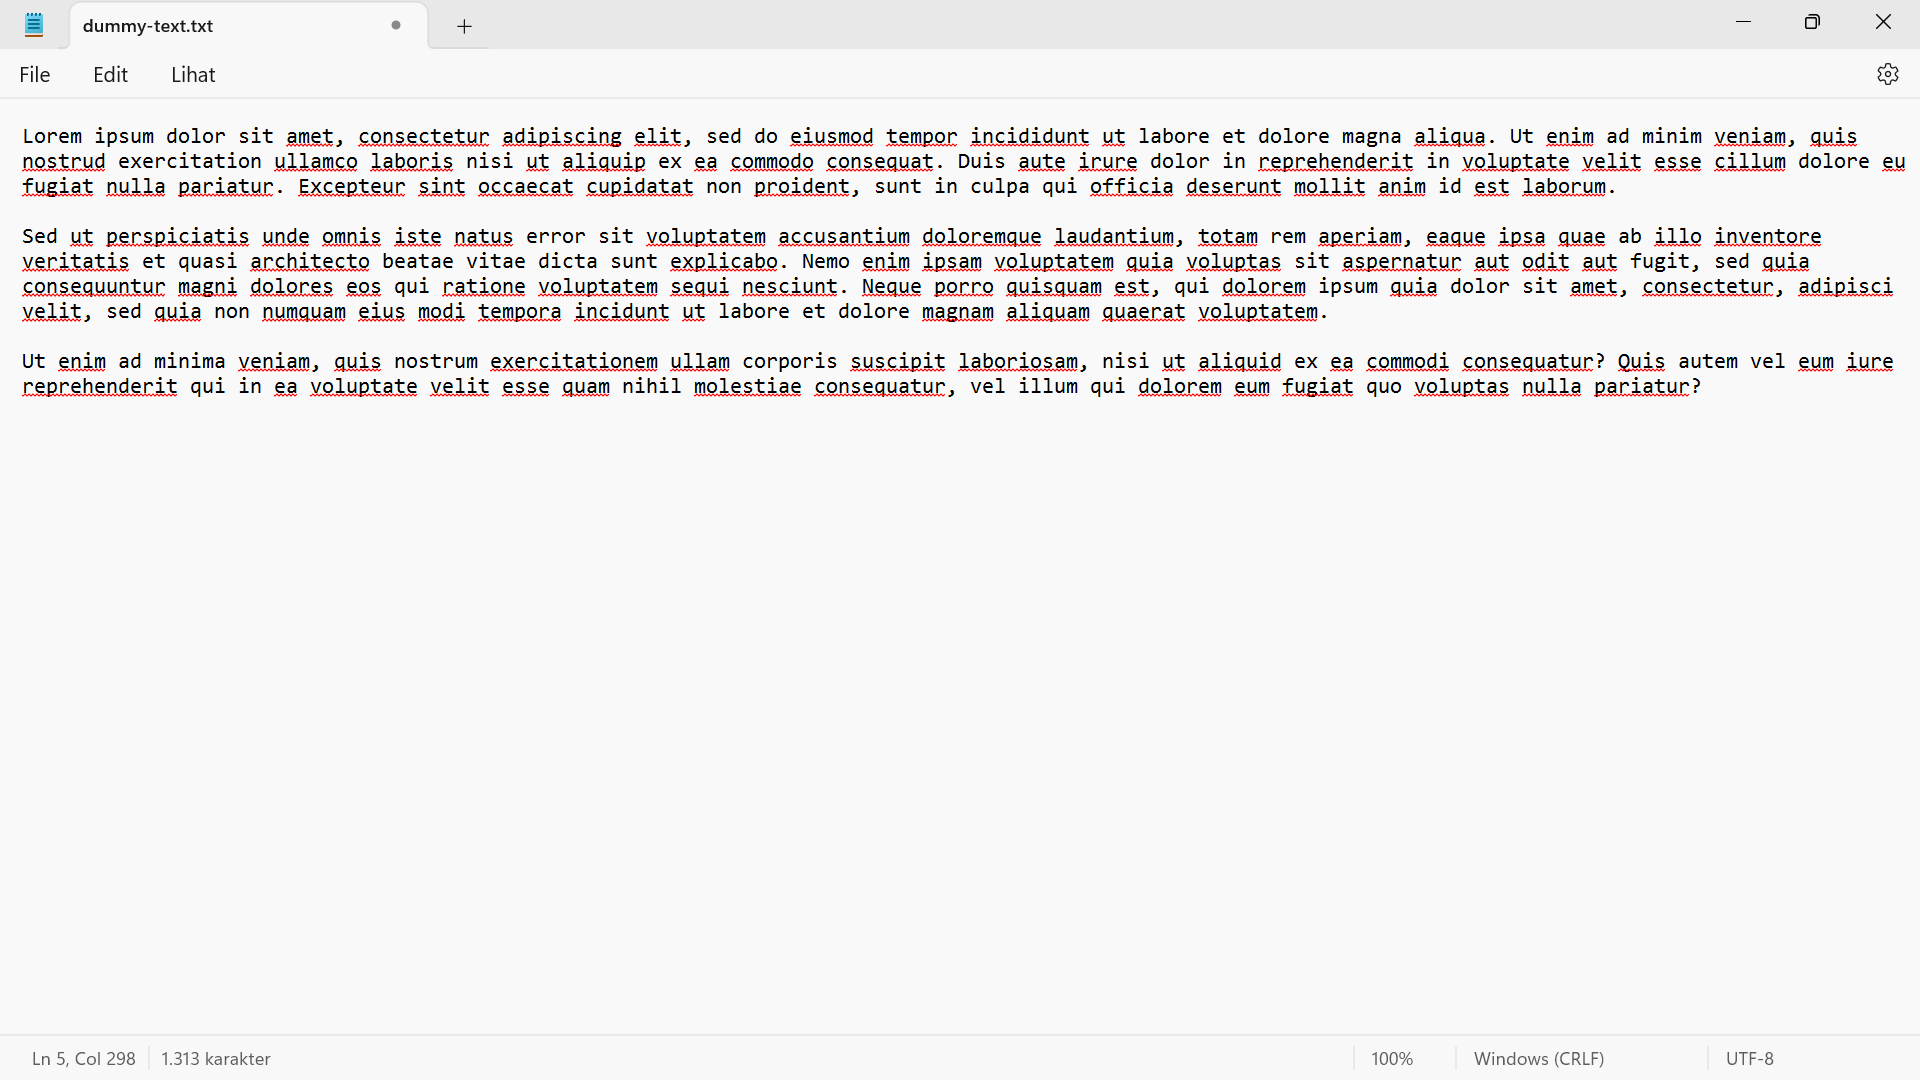 dummy-text.txt
File Edit Lihat
Lorem ipsum dolor sit amet, consectetur adipiscing elit, sed do eiusmod tempor incididunt ut labore et dolore magna aliqua. Ut enim ad minim veniam, quis
nostrud exercitation ullamco laboris nisi ut aliquip ex ea commodo consequat. Duis aute irure dolor in reprehenderit in voluptate velit esse cillum dolore eu
fugiat nulla pariatur. Excepteur sint occaecat cupidatat non proident, sunt in culpa qui officia deserunt mollit anim id est laborum.
Sed ut perspiciatis unde omnis iste natus error sit voluptatem accusantium doloremque laudantium, totam rem aperiam, eaque ipsa quae ab illo inventore
veritatis et quasi architecto beatae vitae dicta sunt explicabo. Nemo enim ipsam voluptatem quia voluptas sit aspernatur aut odit aut fugit, sed quia
consequuntur magni dolores eos qui ratione voluptatem sequi nesciunt. Neque porro quisquam est, qui dolorem ipsum quia dolor sit amet, consectetur, adipisci
velit, sed quia non numquam eius modi tempora incidunt ut labore et dolore magnam aliquam quaerat voluptatem.
Ut enim ad minima veniam, quis nostrum exercitationem ullam corporis suscipit laboriosam, nisi ut aliquid ex ea commodi consequatur? Quis autem vel eum iure
reprehenderit qui in ea voluptate velit esse quam nihil molestiae consequatur, vel illum qui dolorem eum fugiat quo voluptas nulla pariatur?
Ln 5, Col 298 1.313 karakter 100% Windows (CRLF) UTF-8